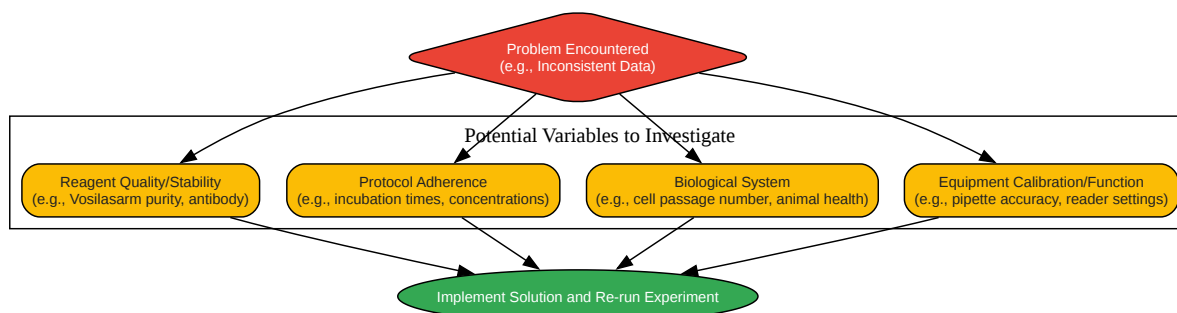 Problem Encountered
(e.g., Inconsistent Data)
Potential Variables to Investigate
Reagent Quality/Stability
(e.g., Vosilasarm purity, antibody)
Protocol Adherence
(e.g., incubation times, concentrations)
Biological System
(e.g., cell passage number, animal health)
Equipment Calibration/Function
(e.g., pipette accuracy, reader settings)
Implement Solution and Re-run Experiment